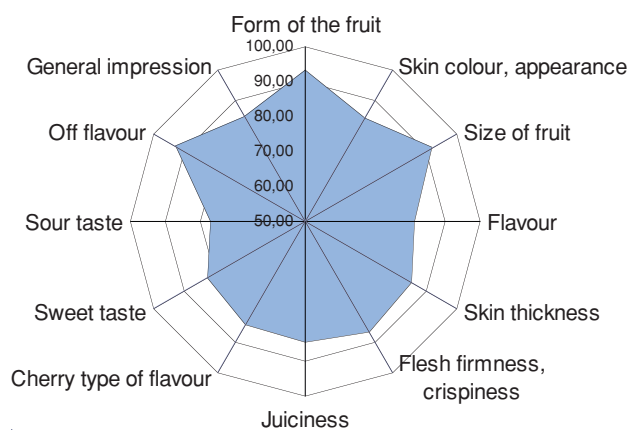 Form of the fruit
100,00
General impression
Skin colour, appearance
90,00
80,00
Off flavour
Size of fruit
70,00
60,00
Sour taste
50,00
Flavour
Sweet taste
Skin thickness
Cherry type of flavour
Flesh firmness,
crispiness
Juiciness